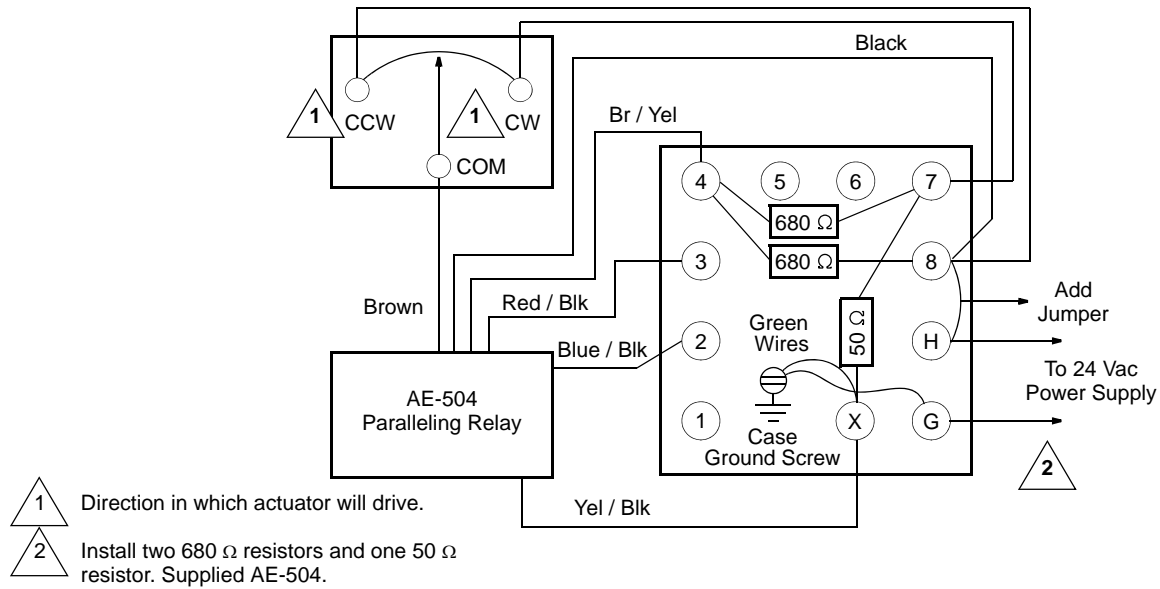 Black
1
CCW
1
CW
Br / Yel
COM
4
5
6
7
680 Ω
680 Ω
3
8
Brown
Red / Blk
Add
Jumper
Green
Wires
50 Ω
Blue / Blk
2
H
To 24 Vac
Power Supply
AE-504
Paralleling Relay
1
X
G
Case
Ground Screw
2
Yel / Blk
1 Direction in which actuator will drive.
2 Install two 680 Ω resistors and one 50 Ω
resistor. Supplied AE-504.